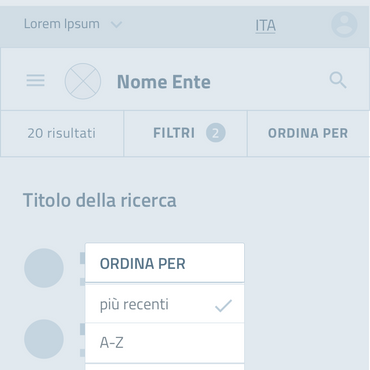 Lorem Ipsum
ITA
Nome Ente
20 risultati
FILTRI 2
ORDINA PER
Titolo della ricerca
ORDINA PER
più recenti
A-Z